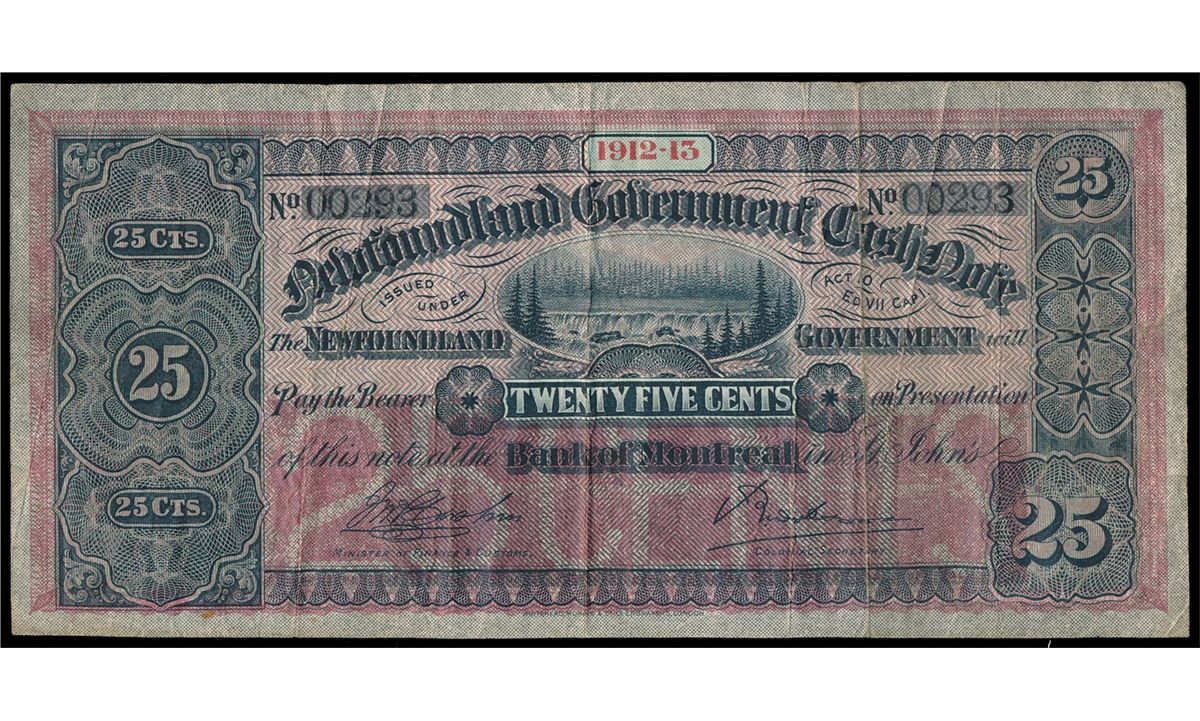 1912-13
25
No 00293
No 00293
25 CTS.
Newfoundland Government Cash Note
ISSUED UNDER
ACT 10 ED VII CAP
The NEWFOUNDLAND GOVERNMENT will
25
Pay the Bearer TWENTY FIVE CENTS on Presentation
of this note at the Bank of Montreal in St. John's
25 CTS.
25
MINISTER OF FINANCE & CUSTOMS.
COLONIAL SECRETARY